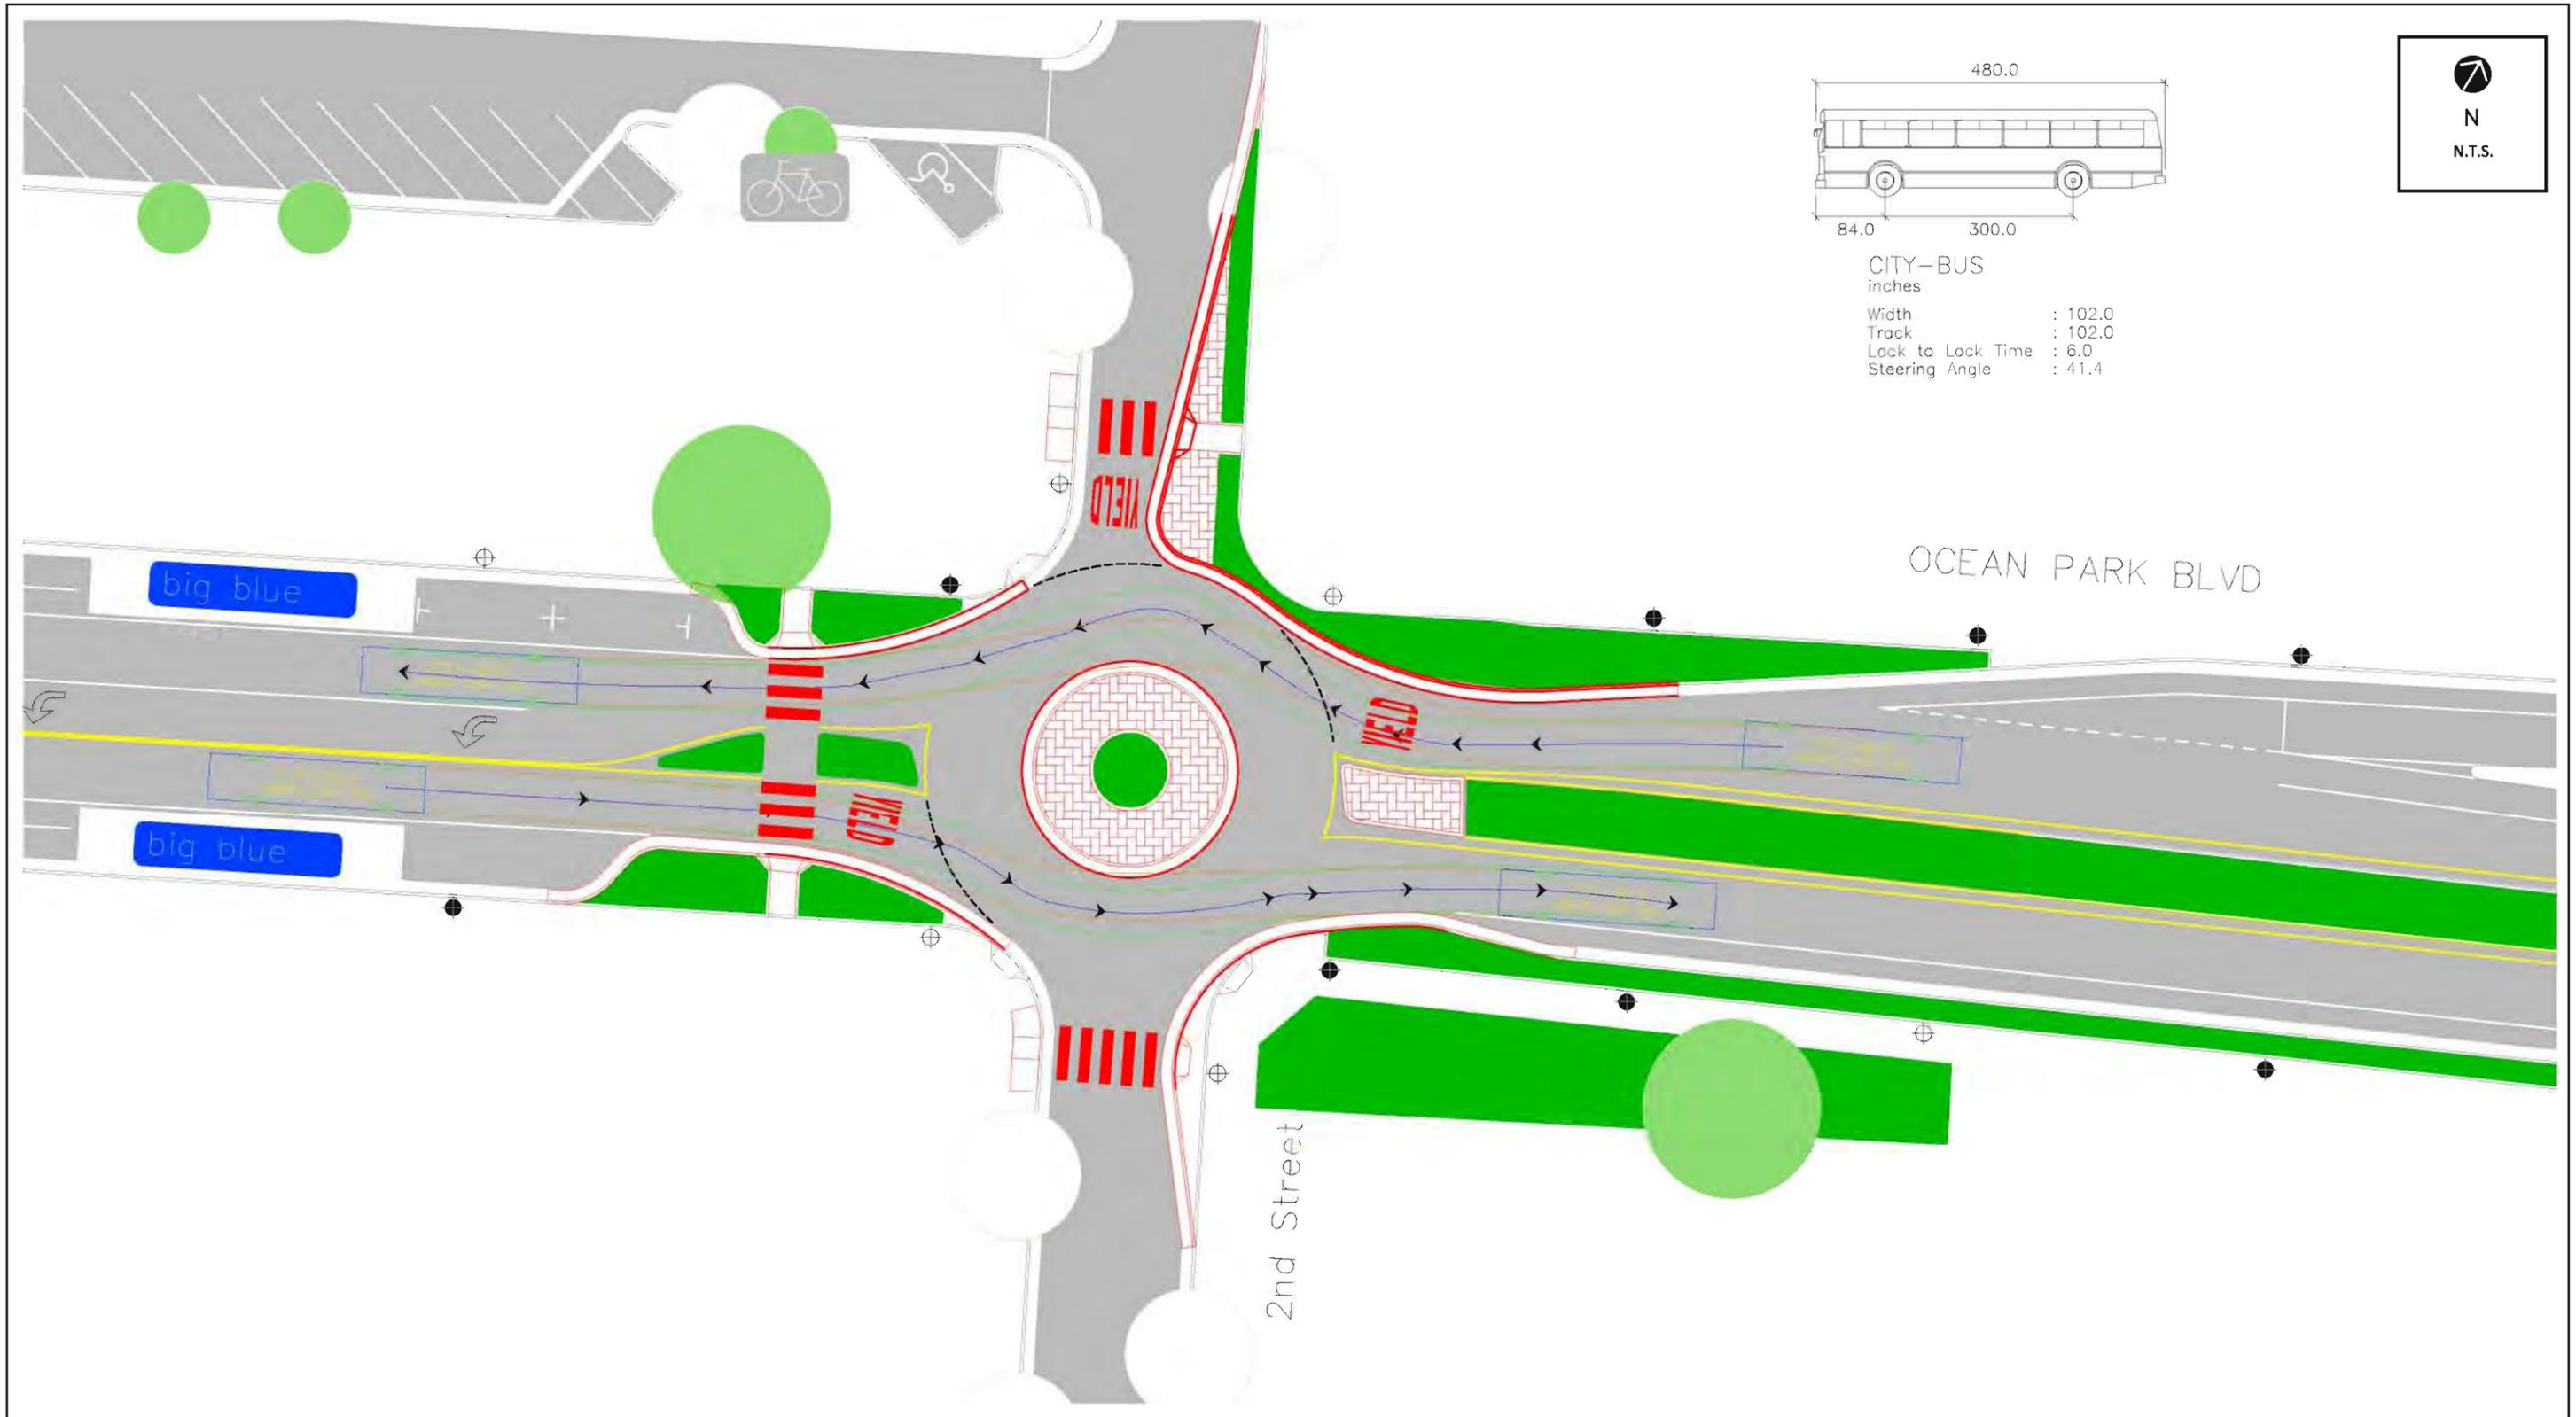 480.0
84.0
300.0
CITY-BUS
inches
Width : 102.0
Track : 102.0
Lock to Lock Time : 6.0
Steering Angle : 41.4
N
N.T.S.
YIELD
OCEAN PARK BLVD
big blue
YIELD
YIELD
big blue
2nd Street